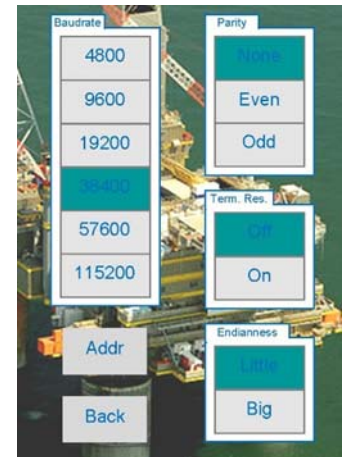 Baudrate
4800
9600
19200
38400
57600
115200
Addr
Back
Parity
None
Even
Odd
Term. Res.
Off
On
Endianness
Little
Big